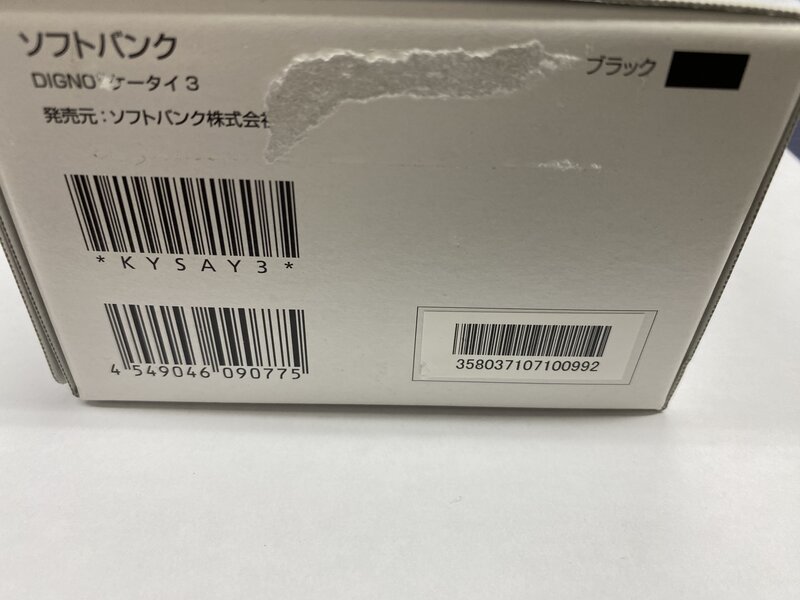 ソフトバンク
ブラック
DIGNO® ケータイ 3
発売元:ソフトバンク株式会社
*KYSAY3*
4 549046 090775
358037107100992